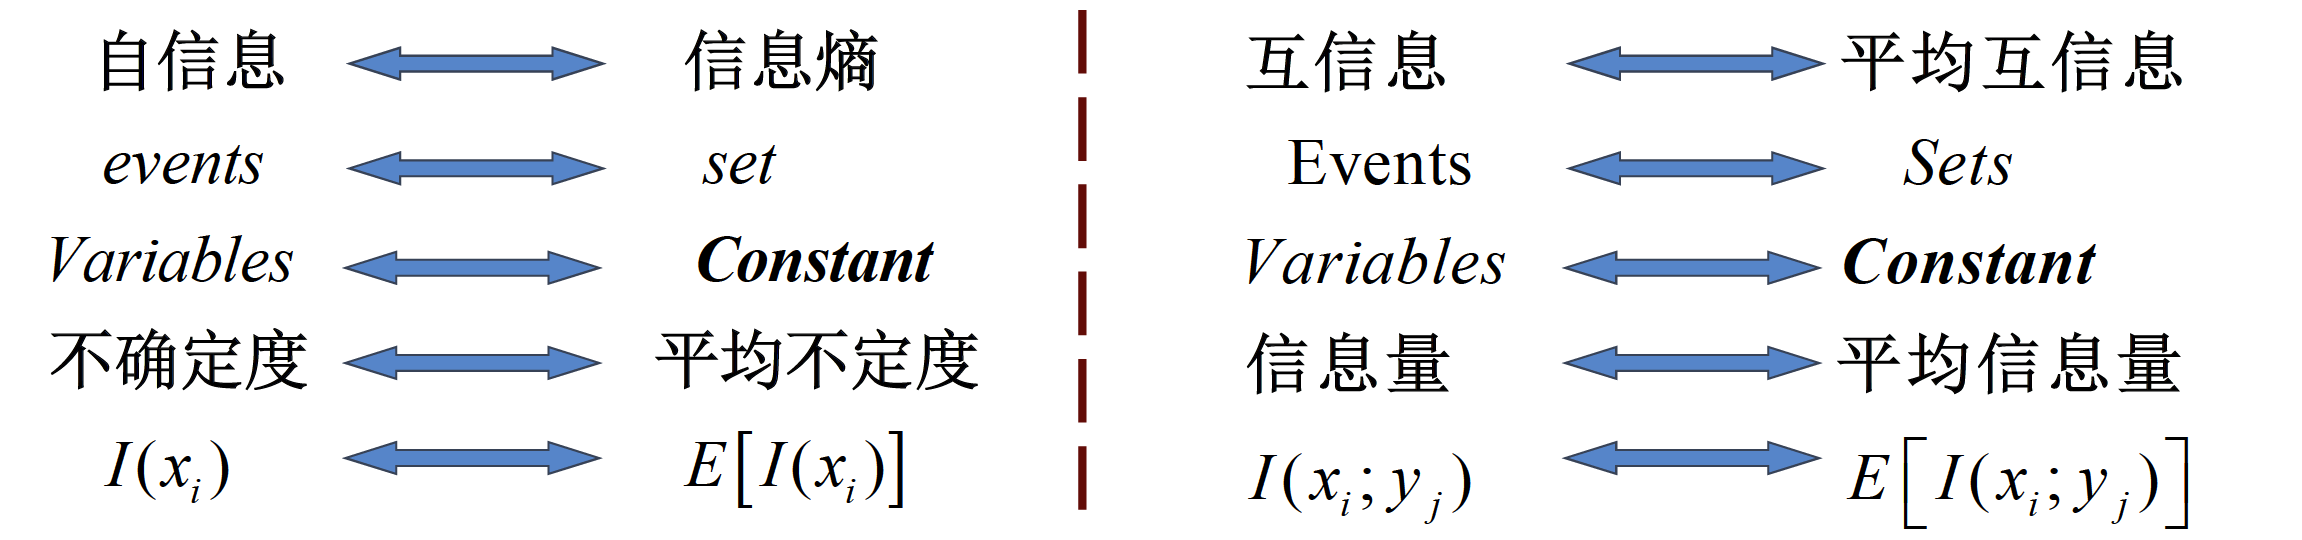 自信息 信息熵 互信息 平均互信息
events set Events Sets
Variables Constant Variables Constant
不确定度 平均不定度 信息量 平均信息量
I(x_i) E[I(x_i)] I(x_i; y_j) E[I(x_i; y_j)]